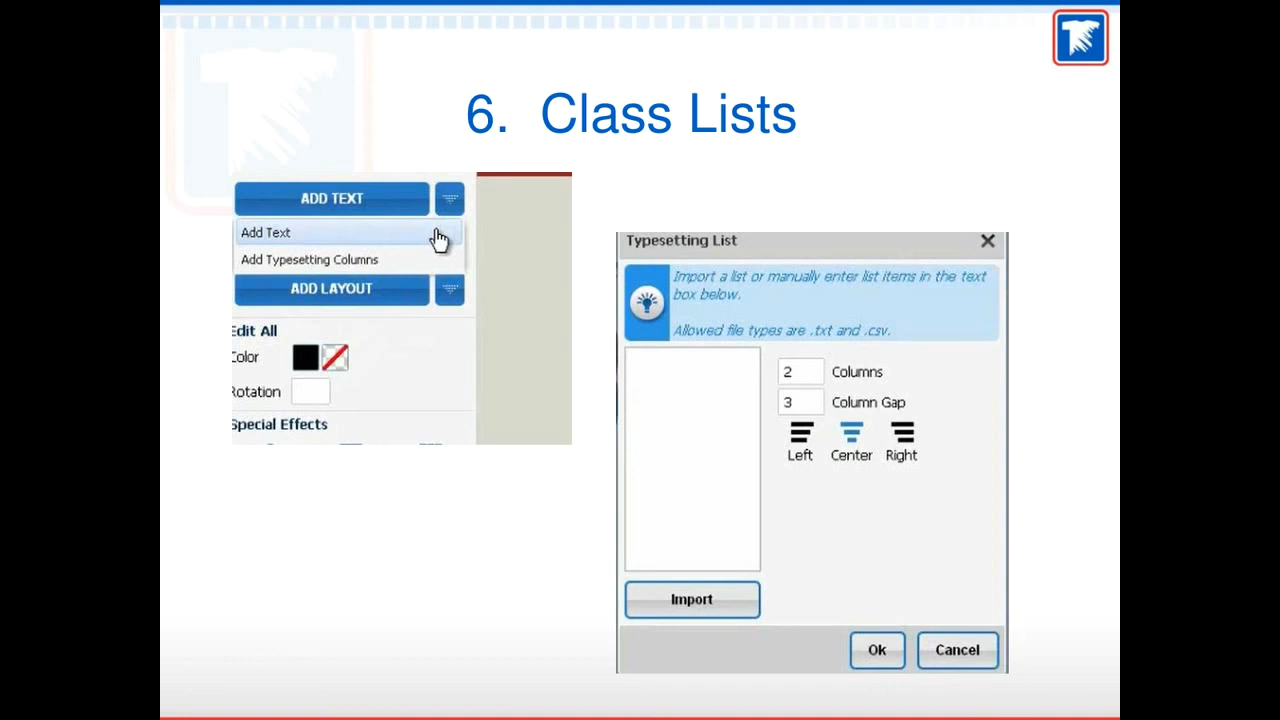 6. Class Lists
ADD TEXT
Add Text
Add Typesetting Columns
ADD LAYOUT
Edit All
Color
Rotation
Special Effects
Typesetting List
Import a list or manually enter list items in the text
box below.
Allowed file types are .txt and .csv.
2 Columns
3 Column Gap
Left Center Right
Import
Ok Cancel